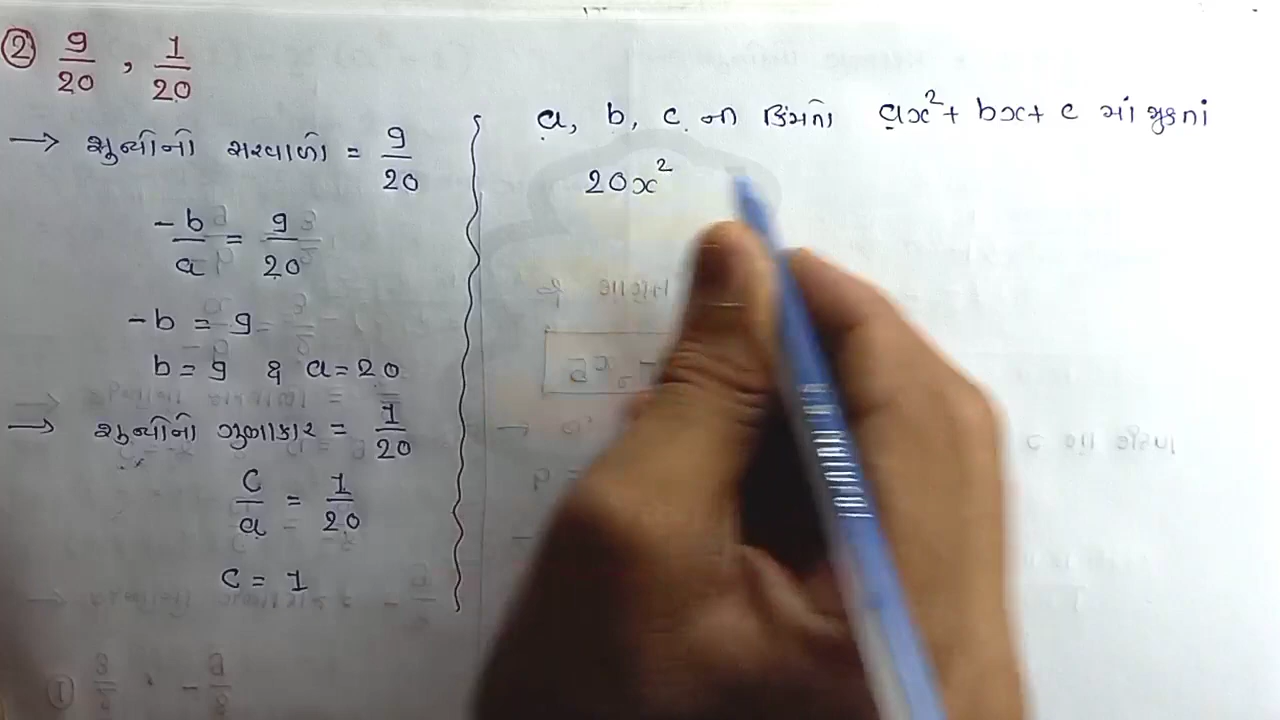 ② 9/20 , 1/20
→ શૂન્યોનો સરવાળો = 9/20
-b/a = 9/20
-b = 9
b = 9 & a = 20
→ શૂન્યોનો ગુણાકાર = 1/20
c/a = 1/20
c = 1
a, b, c ની કિંમતો ax² + bx + c માં મુકતાં
20x²